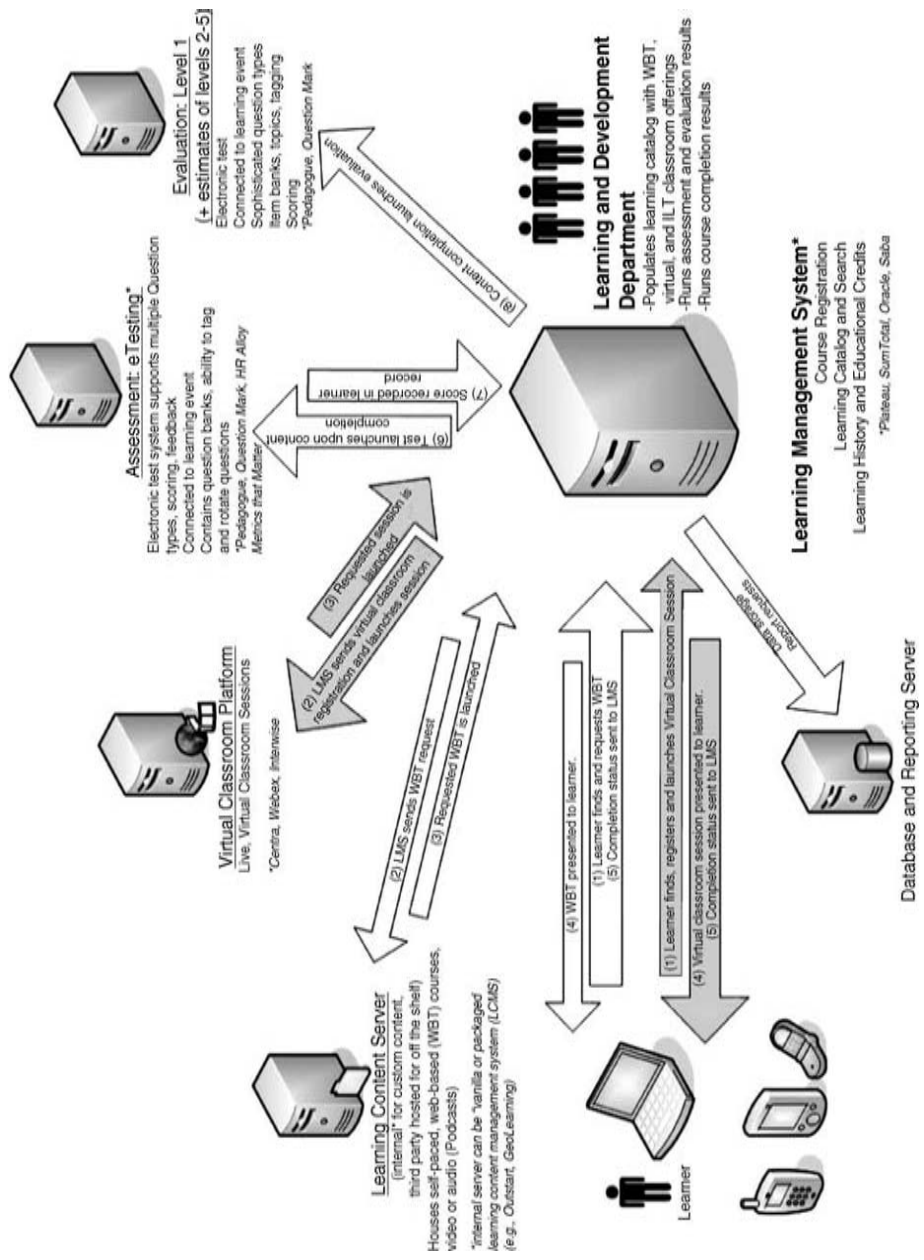 Learning Content Server
(internal* for custom content,
third party hosted for off the shelf)
Houses self-paced, web-based (WBT) courses,
video or audio (Podcasts)
*internal server can be "vanilla or packaged
learning content management system (LCMS)
(e.g., Outstart, GeoLearning)
Virtual Classroom Platform
Live, Virtual Classroom Sessions
*Centra, Webex, Interwise
Assessment: eTesting*
Electronic test system supports multiple Question
types, scoring, feedback
Connected to learning event
Contains question banks, ability to tag
and rotate questions
*Pedagogue, Question Mark, HR Alloy
Metrics that Matter
Evaluation: Level 1
(+ estimates of levels 2-5)
Electronic test
Connected to learning event
Sophisticated question types
Item banks, topics, tagging
Scoring
*Pedagogue, Question Mark
(2) LMS sends WBT request
(3) Requested WBT is launched
(2) LMS sends virtual classroom
registration and launches session
(3) Requested session is
launched
(6) Test launches upon content
completion
(7) Score recorded in learner
record
(8) Content completion launches evaluation
Learner
(4) WBT presented to learner.
(1) Learner finds and requests WBT
(5) Completion status sent to LMS
(1) Learner finds, registers and launches Virtual Classroom Session
(4) Virtual classroom session presented to learner.
(5) Completion status sent to LMS
Learning and Development
Department
-Populates learning catalog with WBT,
virtual, and ILT classroom offerings
-Runs assessment and evaluation results
-Runs course completion results
Data storage
Report requests
Database and Reporting Server
Learning Management System*
Course Registration
Learning Catalog and Search
Learning History and Educational Credits
*Plateau, SumTotal, Oracle, Saba